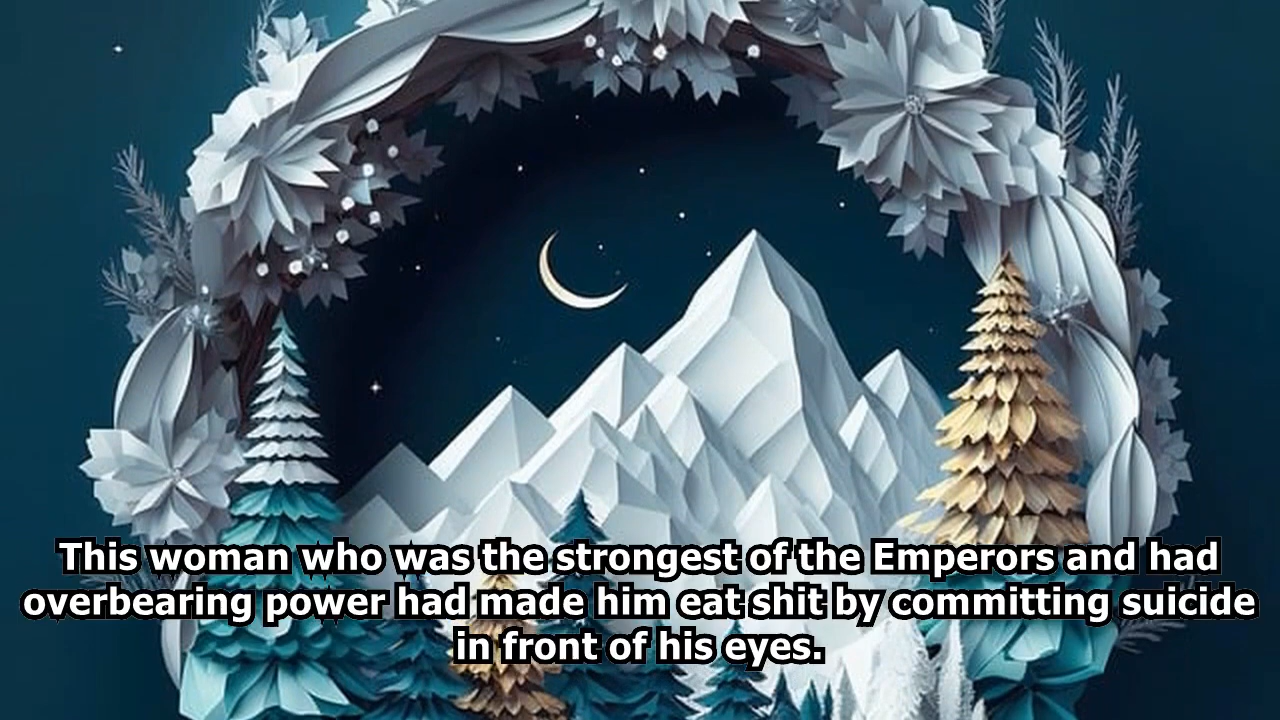 This woman who was the strongest of the Emperors and had
overbearing power had made him eat shit by committing suicide
in front of his eyes.